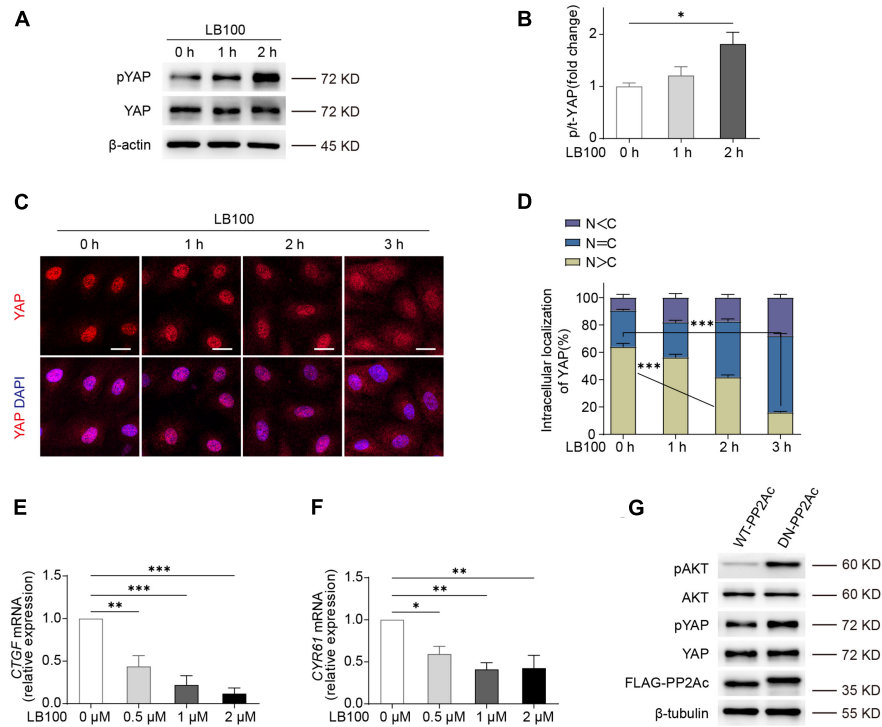 A
LB100
0 h 1 h 2 h
pYAP 72 KD
YAP 72 KD
β-actin 45 KD
B
*
p/t-YAP(fold change)
2
1
0
LB100 0 h 1 h 2 h
C
LB100
0 h 1 h 2 h 3 h
YAP
YAP DAPI
D
N<C
N=C
N>C
Intracellular localization
of YAP(%)
100
80
60
40
20
0
***
***
LB100 0 h 1 h 2 h 3 h
E
CTGF mRNA
(relative expression)
1.5
1.0
0.5
0.0
***
***
**
LB100 0 μM 0.5 μM 1 μM 2 μM
F
CYR61 mRNA
(relative expression)
1.5
1.0
0.5
0.0
**
**
*
LB100 0 μM 0.5 μM 1 μM 2 μM
G
WT-PP2Ac DN-PP2Ac
pAKT 60 KD
AKT 60 KD
pYAP 72 KD
YAP 72 KD
FLAG-PP2Ac 35 KD
β-tubulin 55 KD